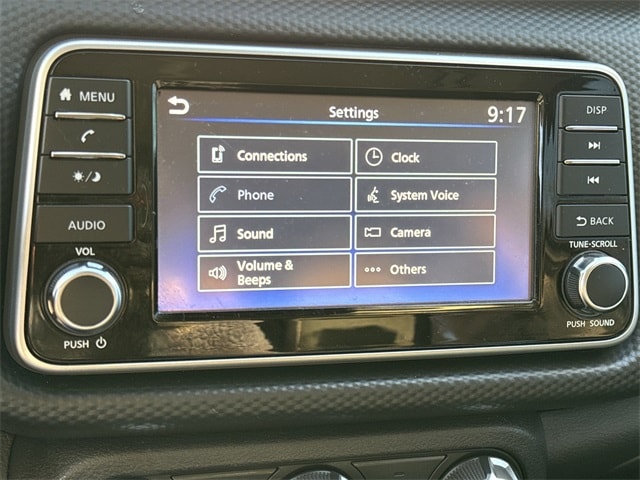 MENU
AUDIO
VOL
PUSH
Settings
9:17
Connections
Clock
Phone
System Voice
Sound
Camera
Volume &
Beeps
Others
DISP
BACK
TUNE-SCROLL
PUSH SOUND